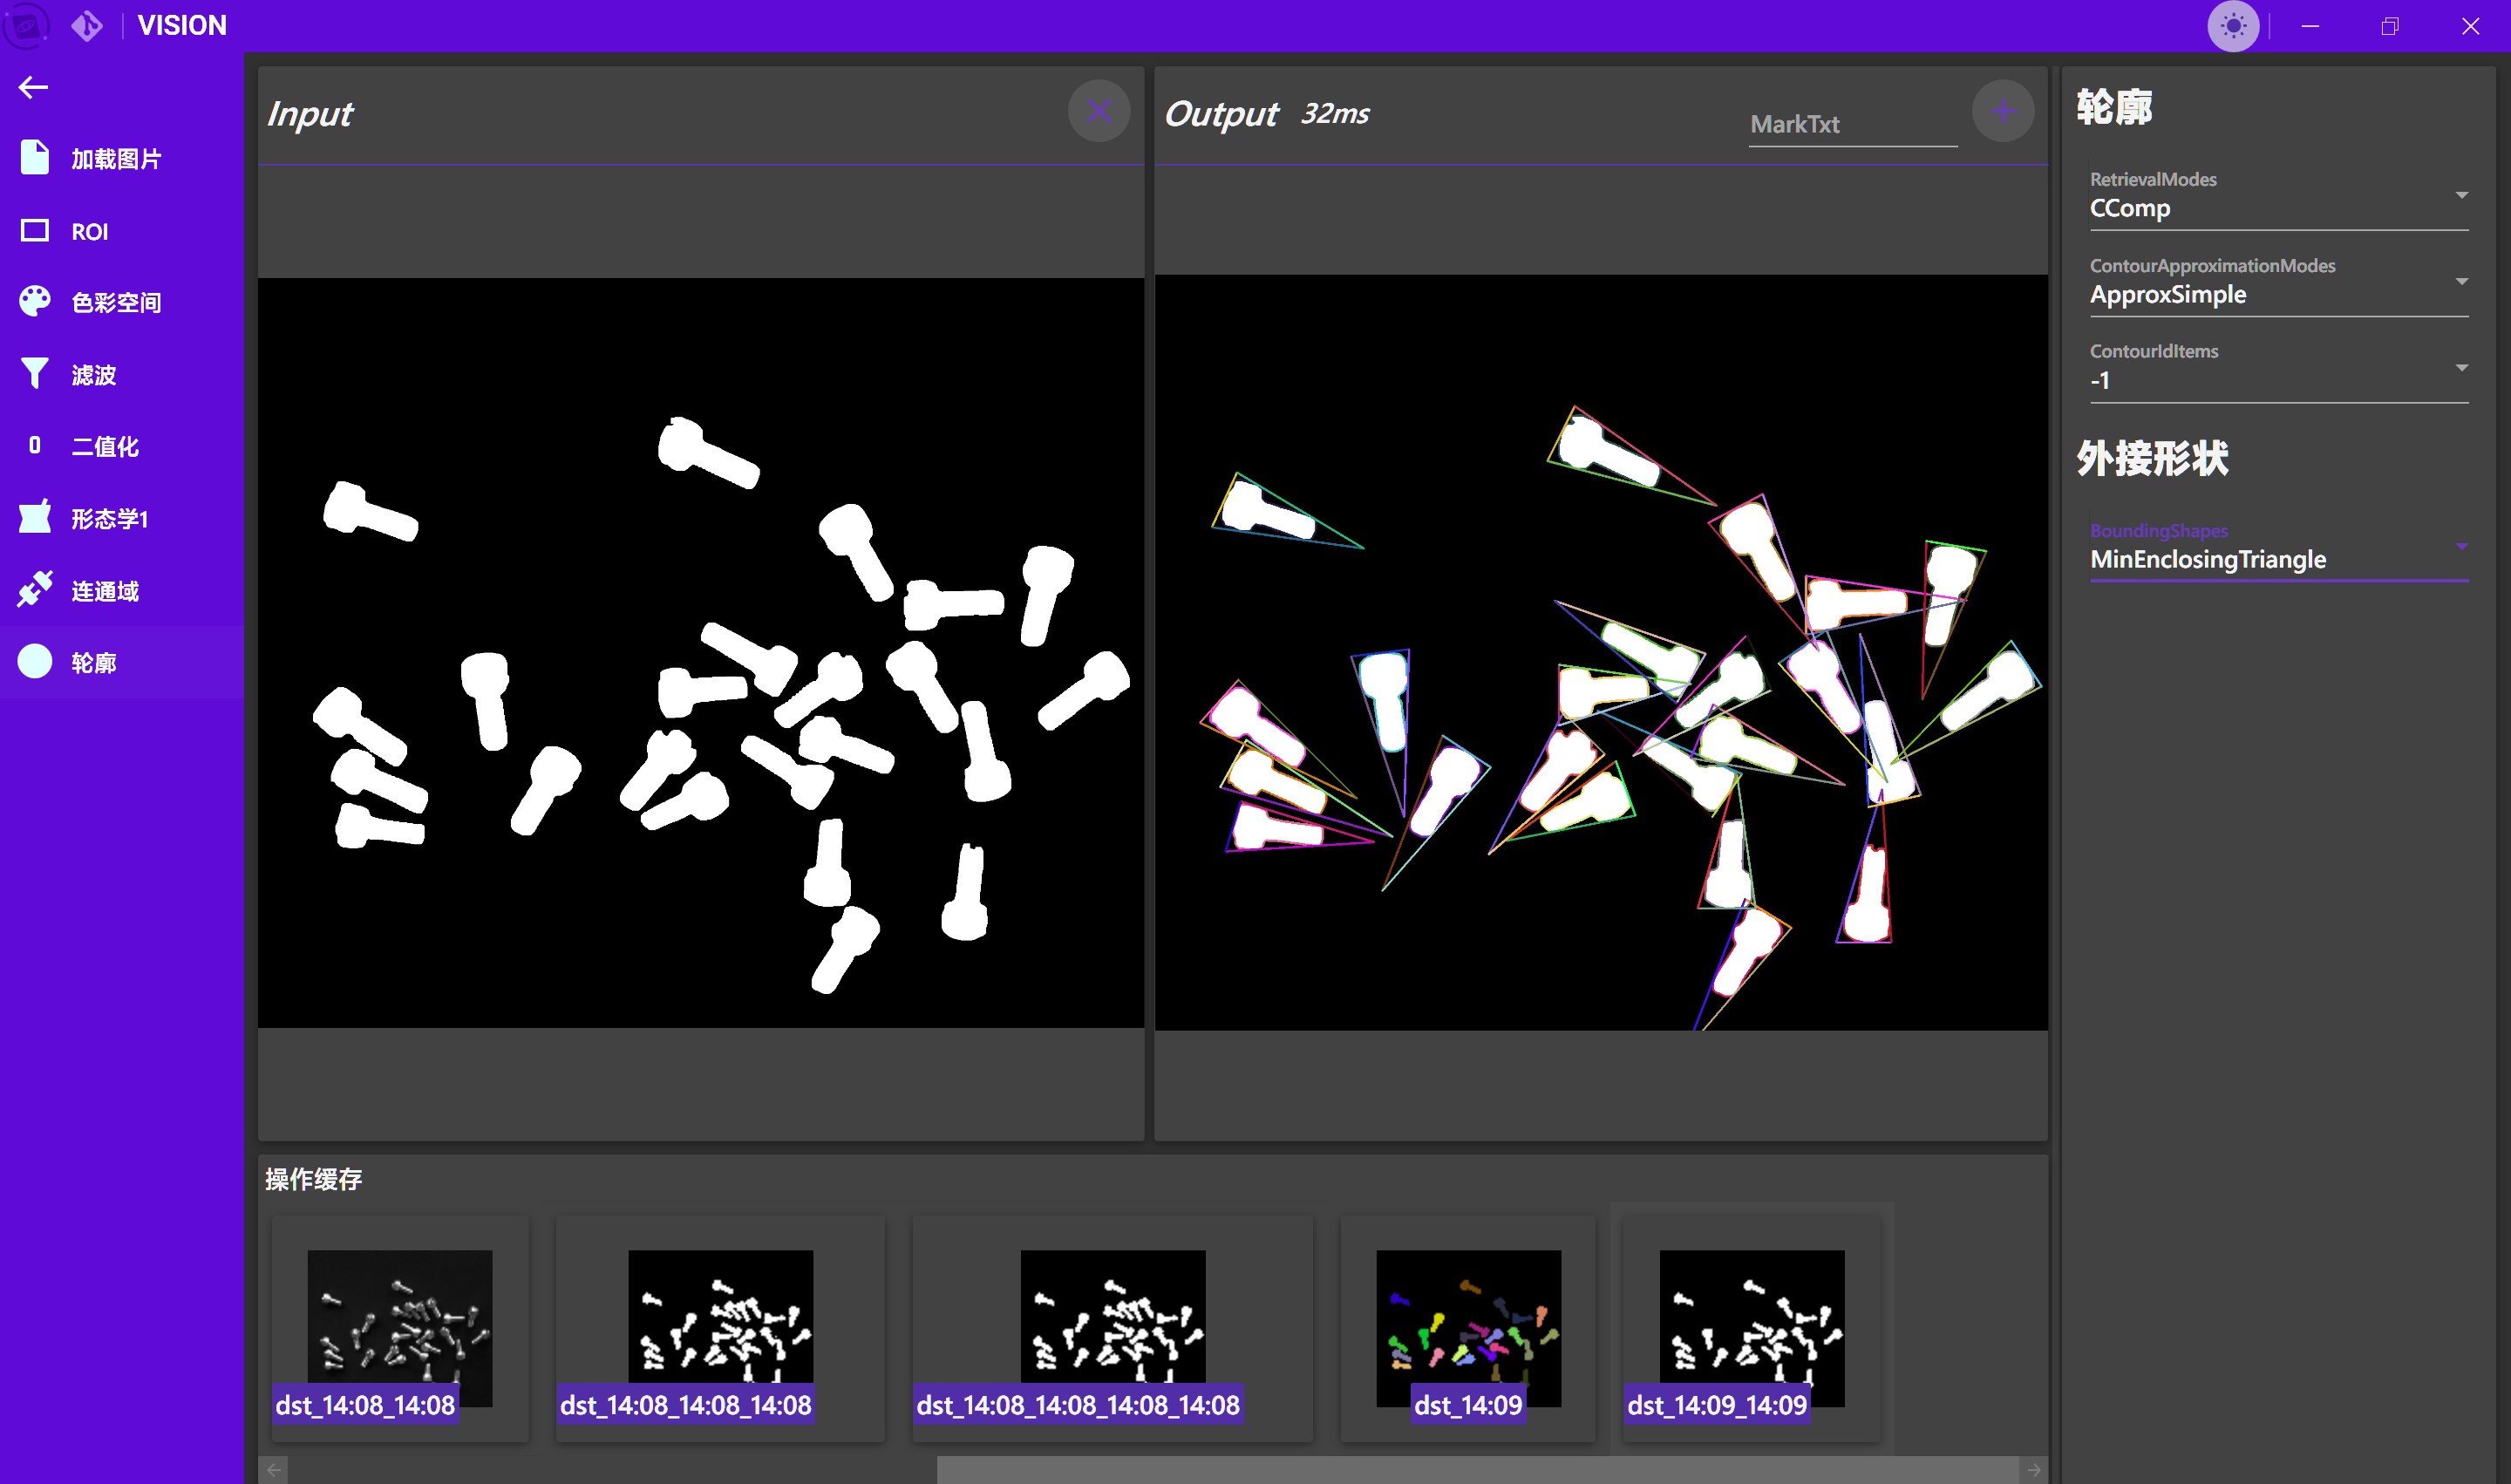 VISION
加载图片
ROI
色彩空间
滤波
二值化
形态学1
连通域
轮廓
Input
Output 32ms
MarkTxt
轮廓
RetrievalModes
CComp
ContourApproximationModes
ApproxSimple
ContourIdItems
-1
外接形状
BoundingShapes
MinEnclosingTriangle
操作缓存
dst_14:08_14:08
dst_14:08_14:08_14:08
dst_14:08_14:08_14:08_14:08
dst_14:09
dst_14:09_14:09